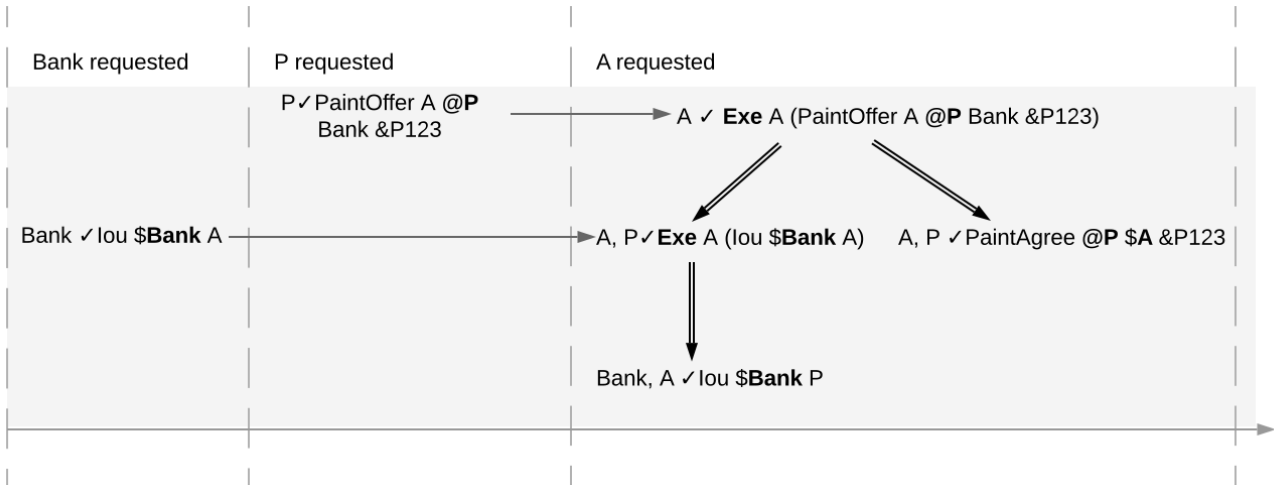 Bank requested
P requested
A requested
P✓PaintOffer A @P
Bank &P123
A ✓ Exe A (PaintOffer A @P Bank &P123)
Bank ✓Iou $Bank A
A, P✓Exe A (Iou $Bank A)
A, P ✓PaintAgree @P $A &P123
Bank, A ✓Iou $Bank P